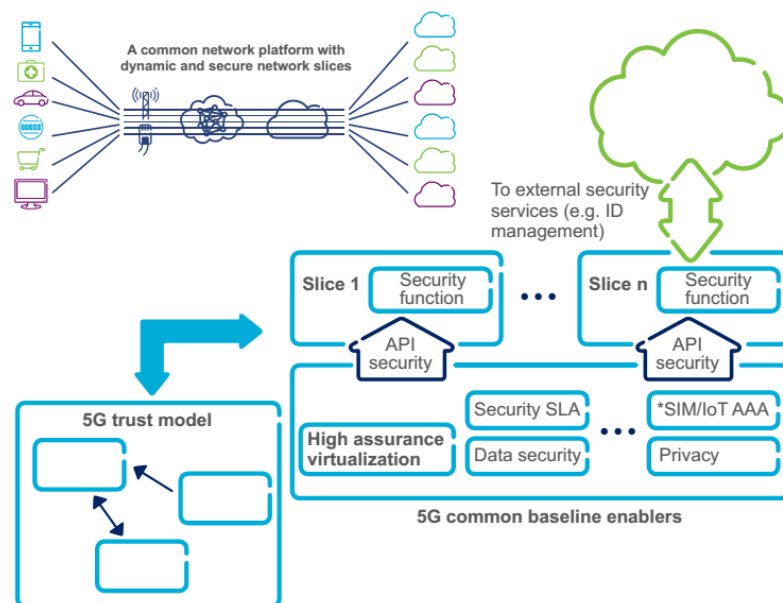 A common network platform with
dynamic and secure network slices
To external security
services (e.g. ID
management)
Slice 1
Security
function
Slice n
Security
function
API
security
API
security
5G trust model
Security SLA
*SIM/IoT AAA
High assurance
virtualization
Data security
Privacy
5G common baseline enablers